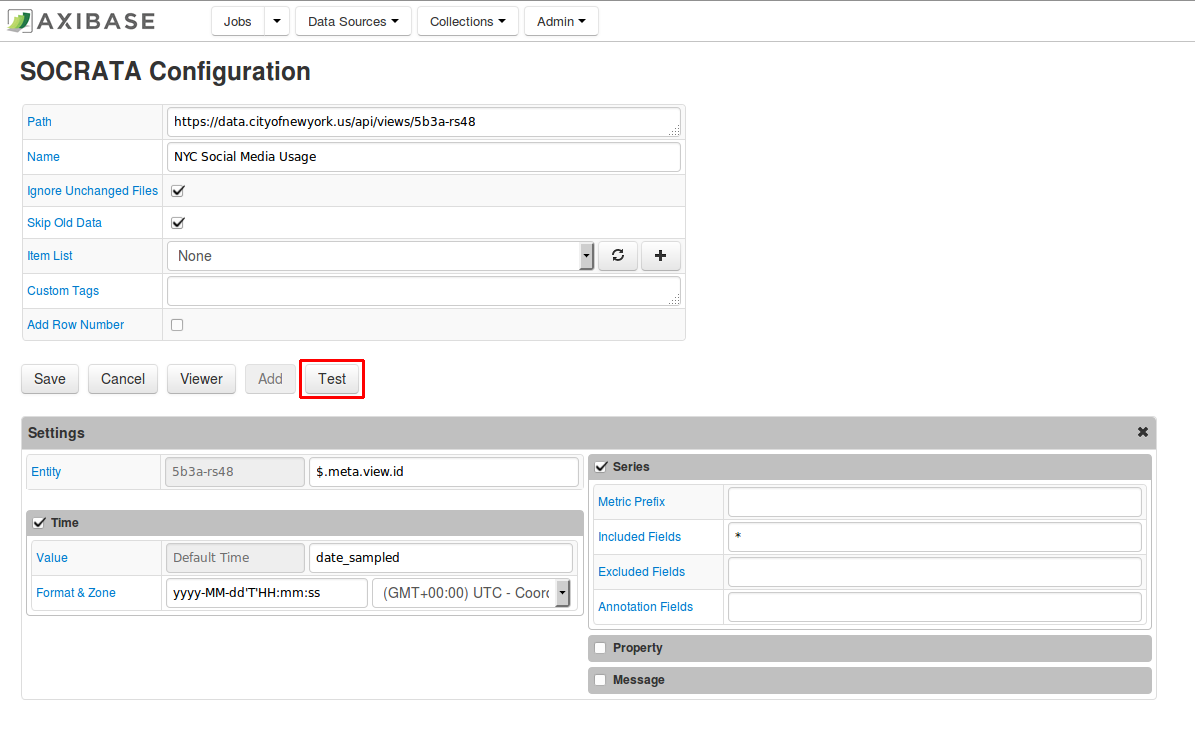 AXIBASE Jobs Data Sources Collections Admin
SOCRATA Configuration
Path https://data.cityofnewyork.us/api/views/5b3a-rs48
Name NYC Social Media Usage
Ignore Unchanged Files
Skip Old Data
Item List None
Custom Tags
Add Row Number
Save Cancel Viewer Add Test
Settings
Entity 5b3a-rs48 $.meta.view.id
Time
Value Default Time date_sampled
Format & Zone yyyy-MM-dd'T'HH:mm:ss (GMT+00:00) UTC - Coord
Series
Metric Prefix
Included Fields *
Excluded Fields
Annotation Fields
Property
Message